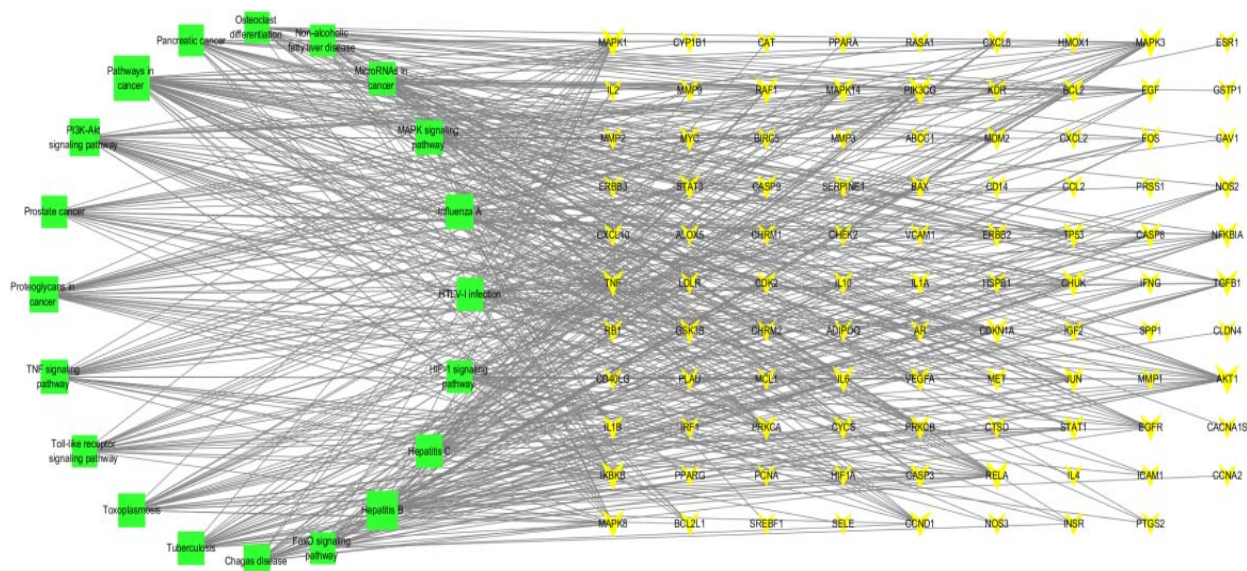 Osteoclast
differentiation
Non-alcoholic
fatty liver disease
Pancreatic cancer
MicroRNAs in
cancer
Pathways in
cancer
MAPK signaling
pathway
PI3K-Akt
signaling pathway
Prostate cancer
Influenza A
Proteoglycans in
cancer
HTLV-I infection
TNF signaling
pathway
HIF-1 signaling
pathway
Toll-like receptor
signaling pathway
Hepatitis C
Toxoplasmosis
Hepatitis B
Tuberculosis
Chagas disease
FoxO signaling
pathway
MAPK1 CYP1B1 CAT PPARA RASA1 CXCL8 HMOX1 MAPK3 ESR1
IL2 MMP9 RAF1 MAPK14 PIK3CG KDR BCL2 EGF GSTP1
MMP2 MYC BIRC5 MMP3 ABCC1 MDM2 CXCL2 FOS CAV1
ERBB3 STAT3 CASP9 SERPINE1 BAX CD14 CCL2 PRSS1 NOS2
CXCL10 ALOX5 CHRM1 CHEK2 VCAM1 ERBB2 TP53 CASP8 NFKBIA
TNF LDLR CDK2 IL10 IL1A HSPB1 CHUK IFNG TGFB1
RB1 GSK3B CHRM2 ADIPOQ AR CDKN1A IGF2 SPP1 CLDN4
CD40LG PLAU MCL1 IL6 VEGFA MET JUN MMP1 AKT1
IL1B IRF1 PRKCA CYCS PRKCB CTSD STAT1 EGFR CACNA1S
IKBKB PPARG PCNA HIF1A CASP3 RELA IL4 ICAM1 CCNA2
MAPK8 BCL2L1 SREBF1 SELE CCND1 NOS3 INSR PTGS2